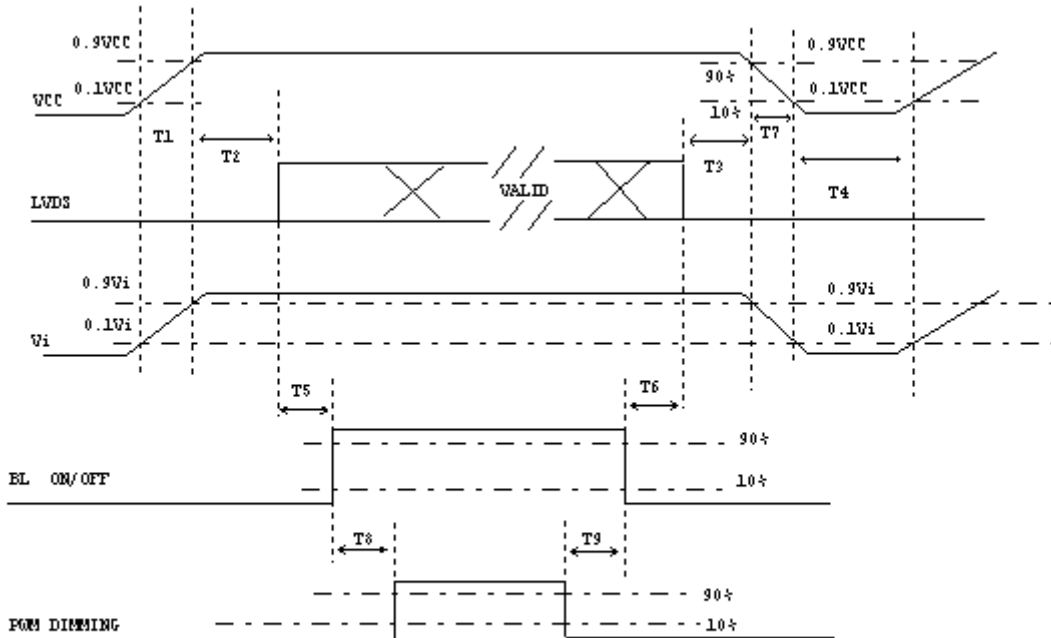 0.9VCC
0.9VCC
90%
0.1VCC
0.1VCC
VCC
10%
T1
T2
T3
T7
T4
VALID
LVDS
0.9Vi
0.9Vi
0.1Vi
0.1Vi
Vi
T5
T6
90%
BL ON/OFF
10%
T8
T9
90%
PWM DIMMING
10%